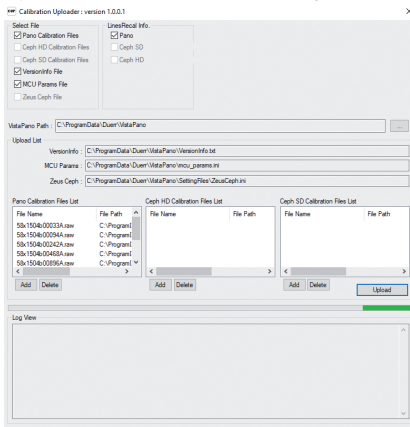 Calibration Uploader : version 1.0.0.1
Select File
Pano Calibration Files
Ceph HD Calibration Files
Ceph SD Calibration Files
VersionInfo File
MCU Params File
Zeus Ceph File
LinesRecal Info.
Pano
Ceph SD
Ceph HD
VistaPano Path : C:\ProgramData\Duerr\VistaPano
...
Upload List
VersionInfo : C:\ProgramData\Duerr\VistaPano\VersionInfo.txt
MCU Params : C:\ProgramData\Duerr\VistaPano\mcu_params.ini
Zeus Ceph : C:\ProgramData\Duerr\VistaPano\SettingFiles\ZeusCeph.ini
Pano Calibration Files List
File Name File Path
58x1504b00033A.raw C:\Program[
58x1504b00094A.raw C:\Program[
58x1504b00242A.raw C:\Program[
58x1504b00468A.raw C:\Program[
58x1504b00896A.raw C:\Program[
Add Delete
Ceph HD Calibration Files List
File Name File Path
Add Delete
Ceph SD Calibration Files List
File Name File Path
Add Delete
Upload
Log View